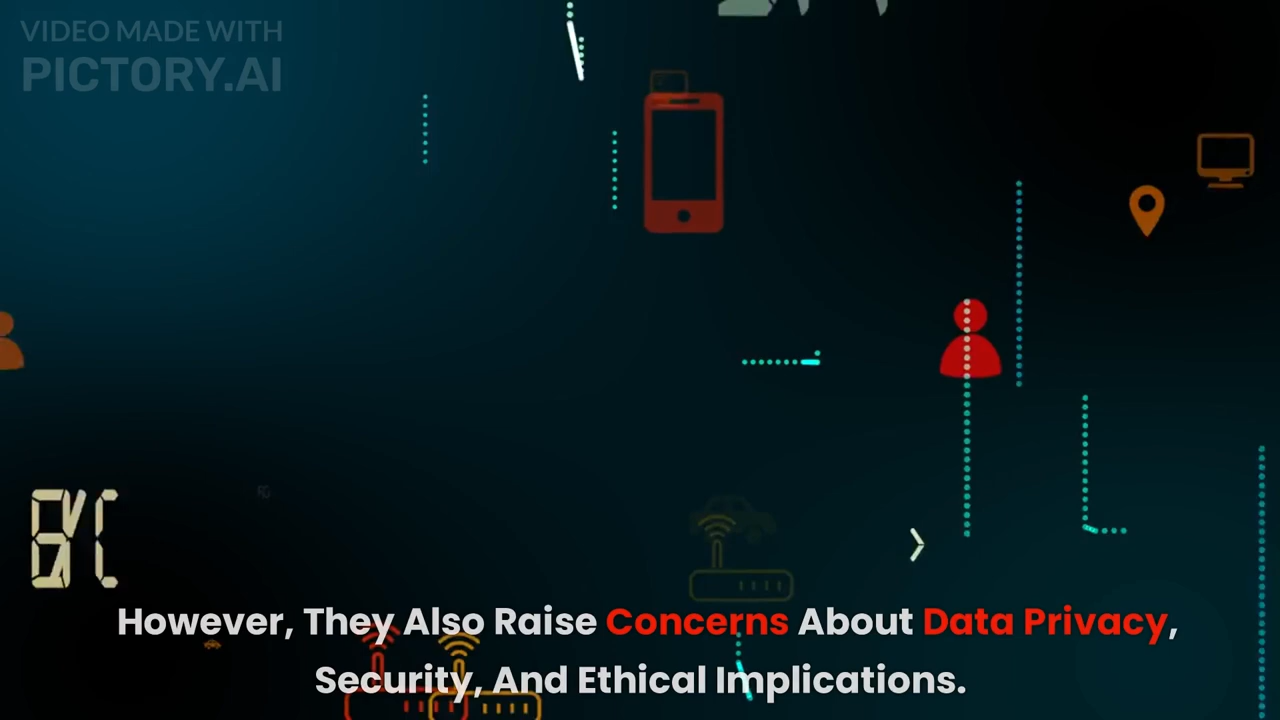 VIDEO MADE WITH
PICTORY.AI
However, They Also Raise Concerns About Data Privacy,
Security, And Ethical Implications.